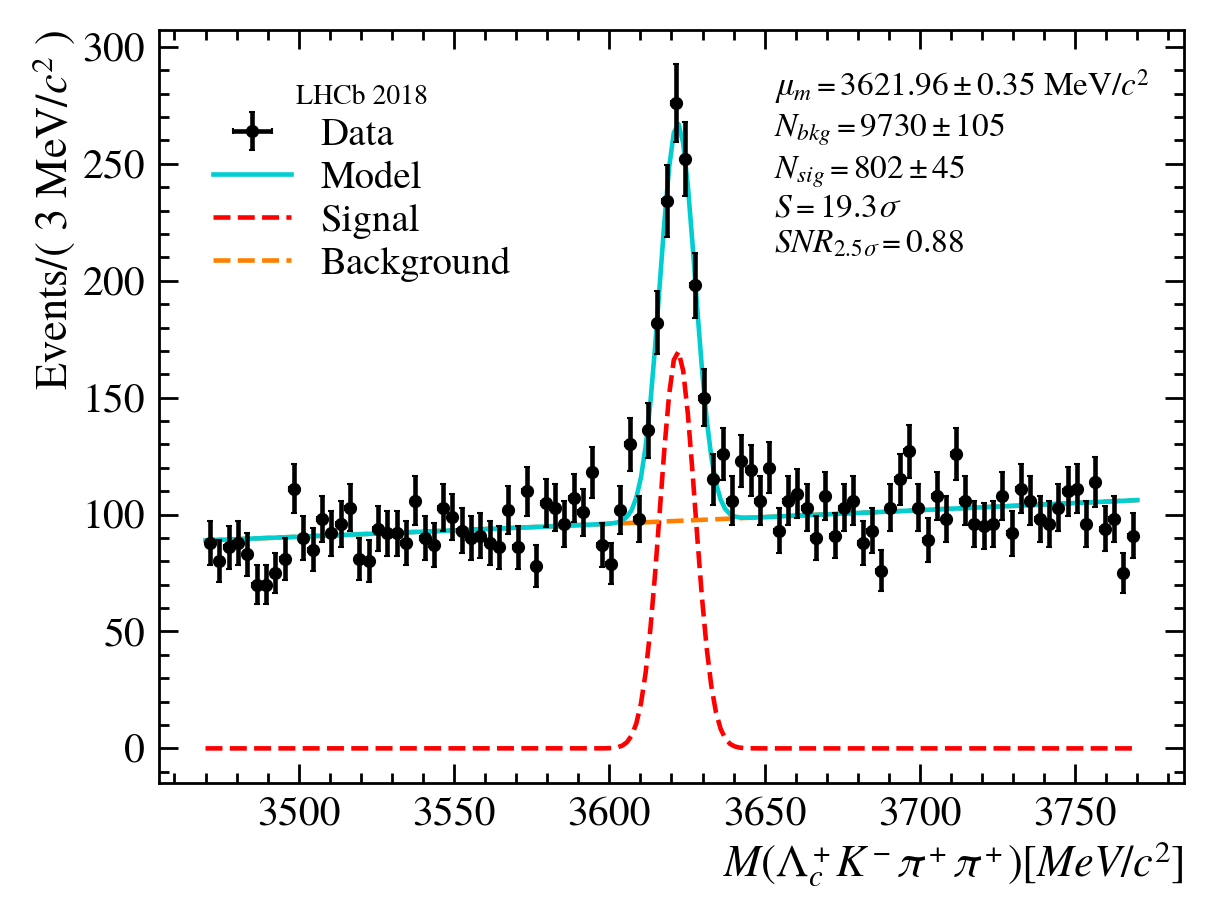 Events/( 3 MeV/c² )
300
250
200
150
100
50
0
LHCb 2018
Data
Model
Signal
Background
μ_m = 3621.96 ± 0.35 MeV/c²
N_bkg = 9730 ± 105
N_sig = 802 ± 45
S = 19.3σ
SNR_2.5σ = 0.88
3500 3550 3600 3650 3700 3750
M(Λ_c^+ K^- π^+ π^+)[MeV/c²]